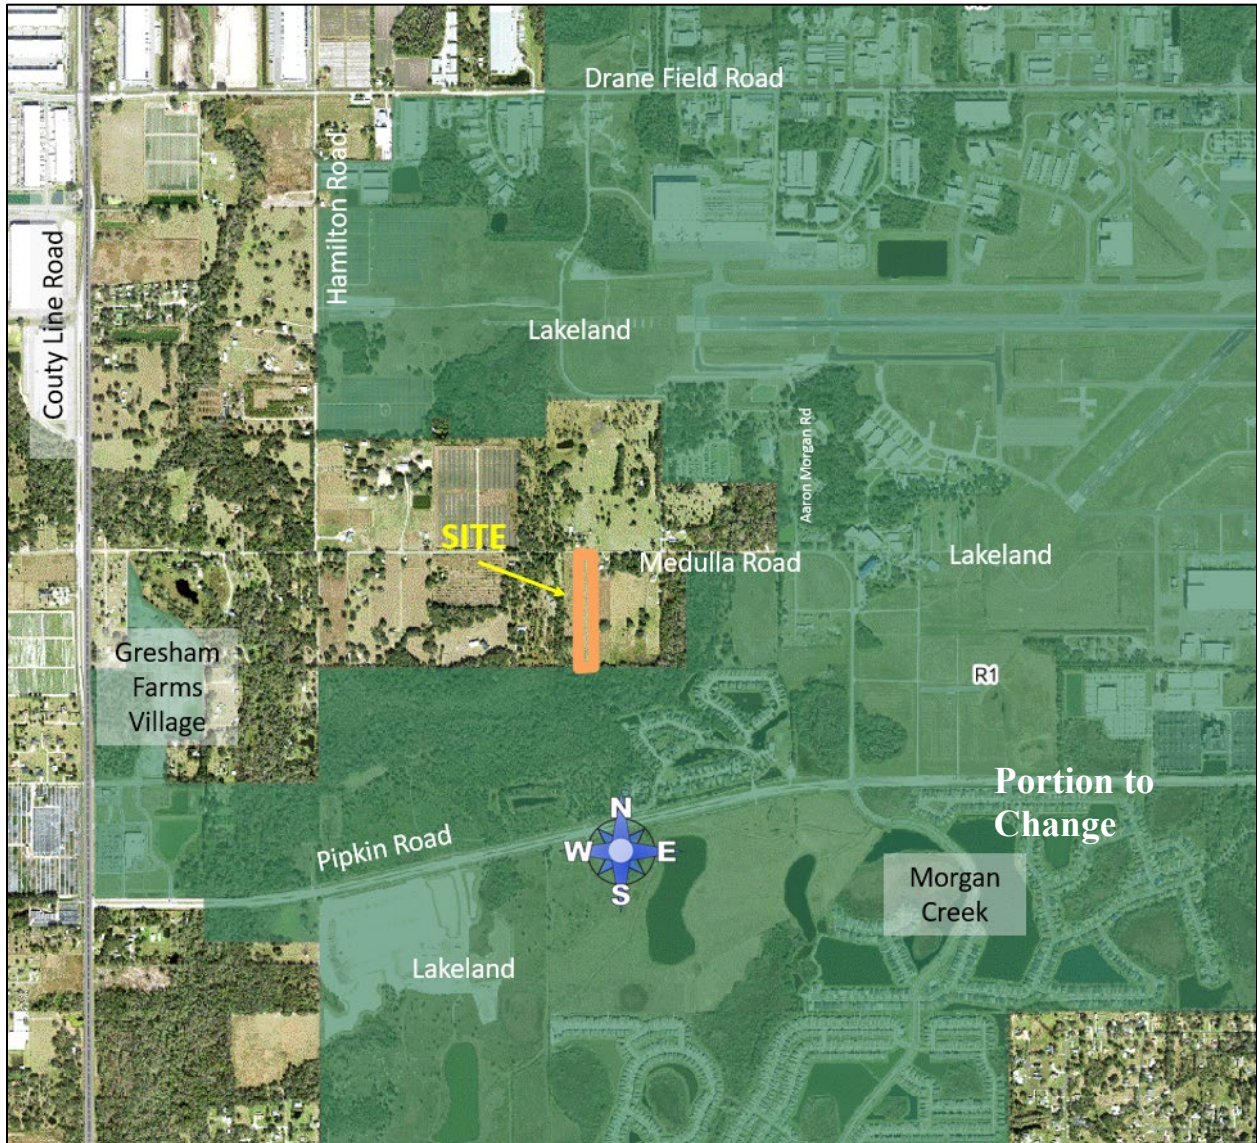 Drane Field Road
Hamilton Road
Couty Line Road
Lakeland
Aaron Morgan Rd
SITE
Medulla Road
Lakeland
Gresham
Farms
Village
R1
Portion to
Change
N
W E
S
Pipkin Road
Morgan
Creek
Lakeland